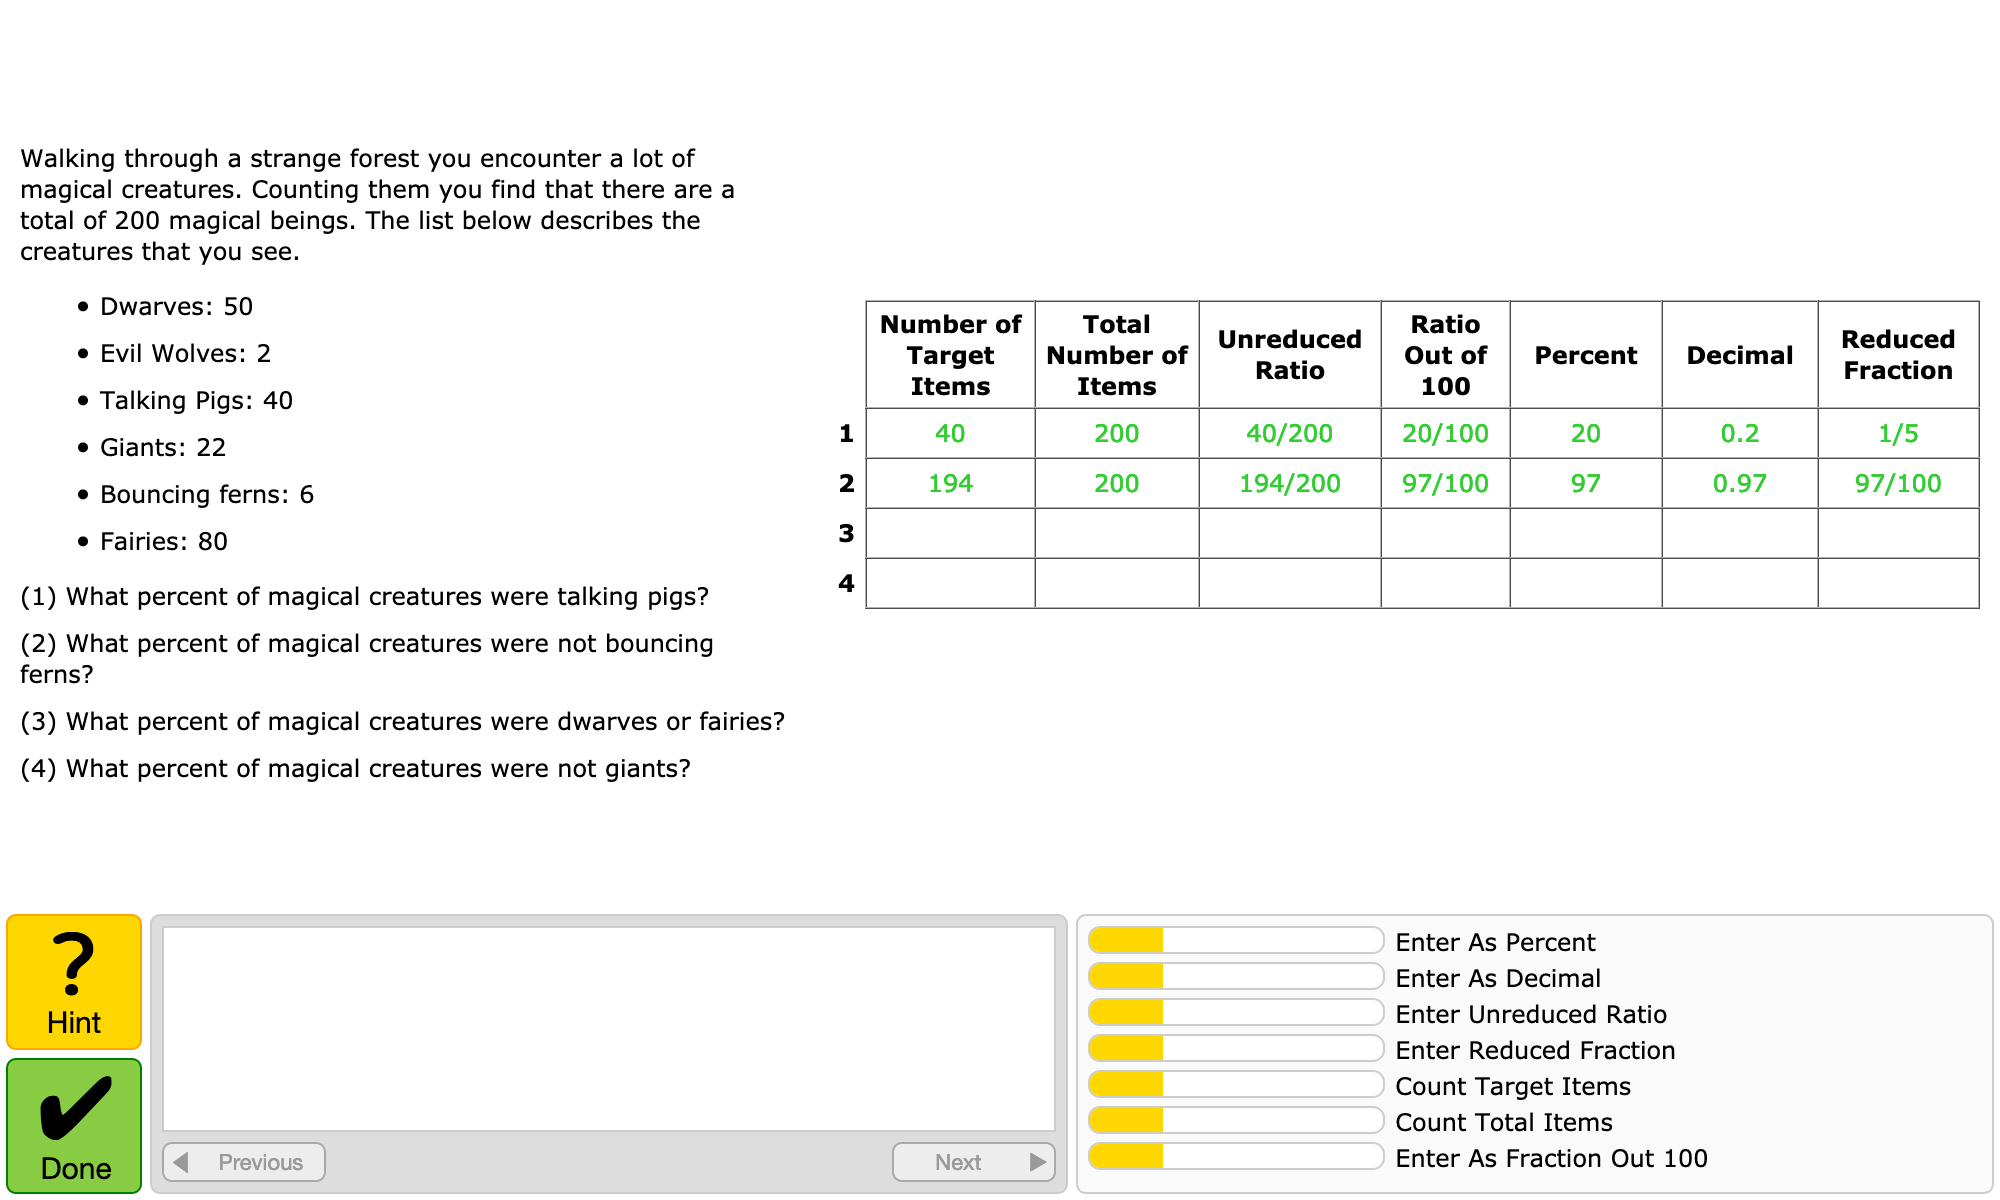 Walking through a strange forest you encounter a lot of
magical creatures. Counting them you find that there are a
total of 200 magical beings. The list below describes the
creatures that you see.
• Dwarves: 50
• Evil Wolves: 2
• Talking Pigs: 40
• Giants: 22
• Bouncing ferns: 6
• Fairies: 80
(1) What percent of magical creatures were talking pigs?
(2) What percent of magical creatures were not bouncing
ferns?
(3) What percent of magical creatures were dwarves or fairies?
(4) What percent of magical creatures were not giants?
Number of Target Items Total Number of Items Unreduced Ratio Ratio Out of 100 Percent Decimal Reduced Fraction
1 40 200 40/200 20/100 20 0.2 1/5
2 194 200 194/200 97/100 97 0.97 97/100
3
4
? Hint
Done
Previous Next
Enter As Percent
Enter As Decimal
Enter Unreduced Ratio
Enter Reduced Fraction
Count Target Items
Count Total Items
Enter As Fraction Out 100